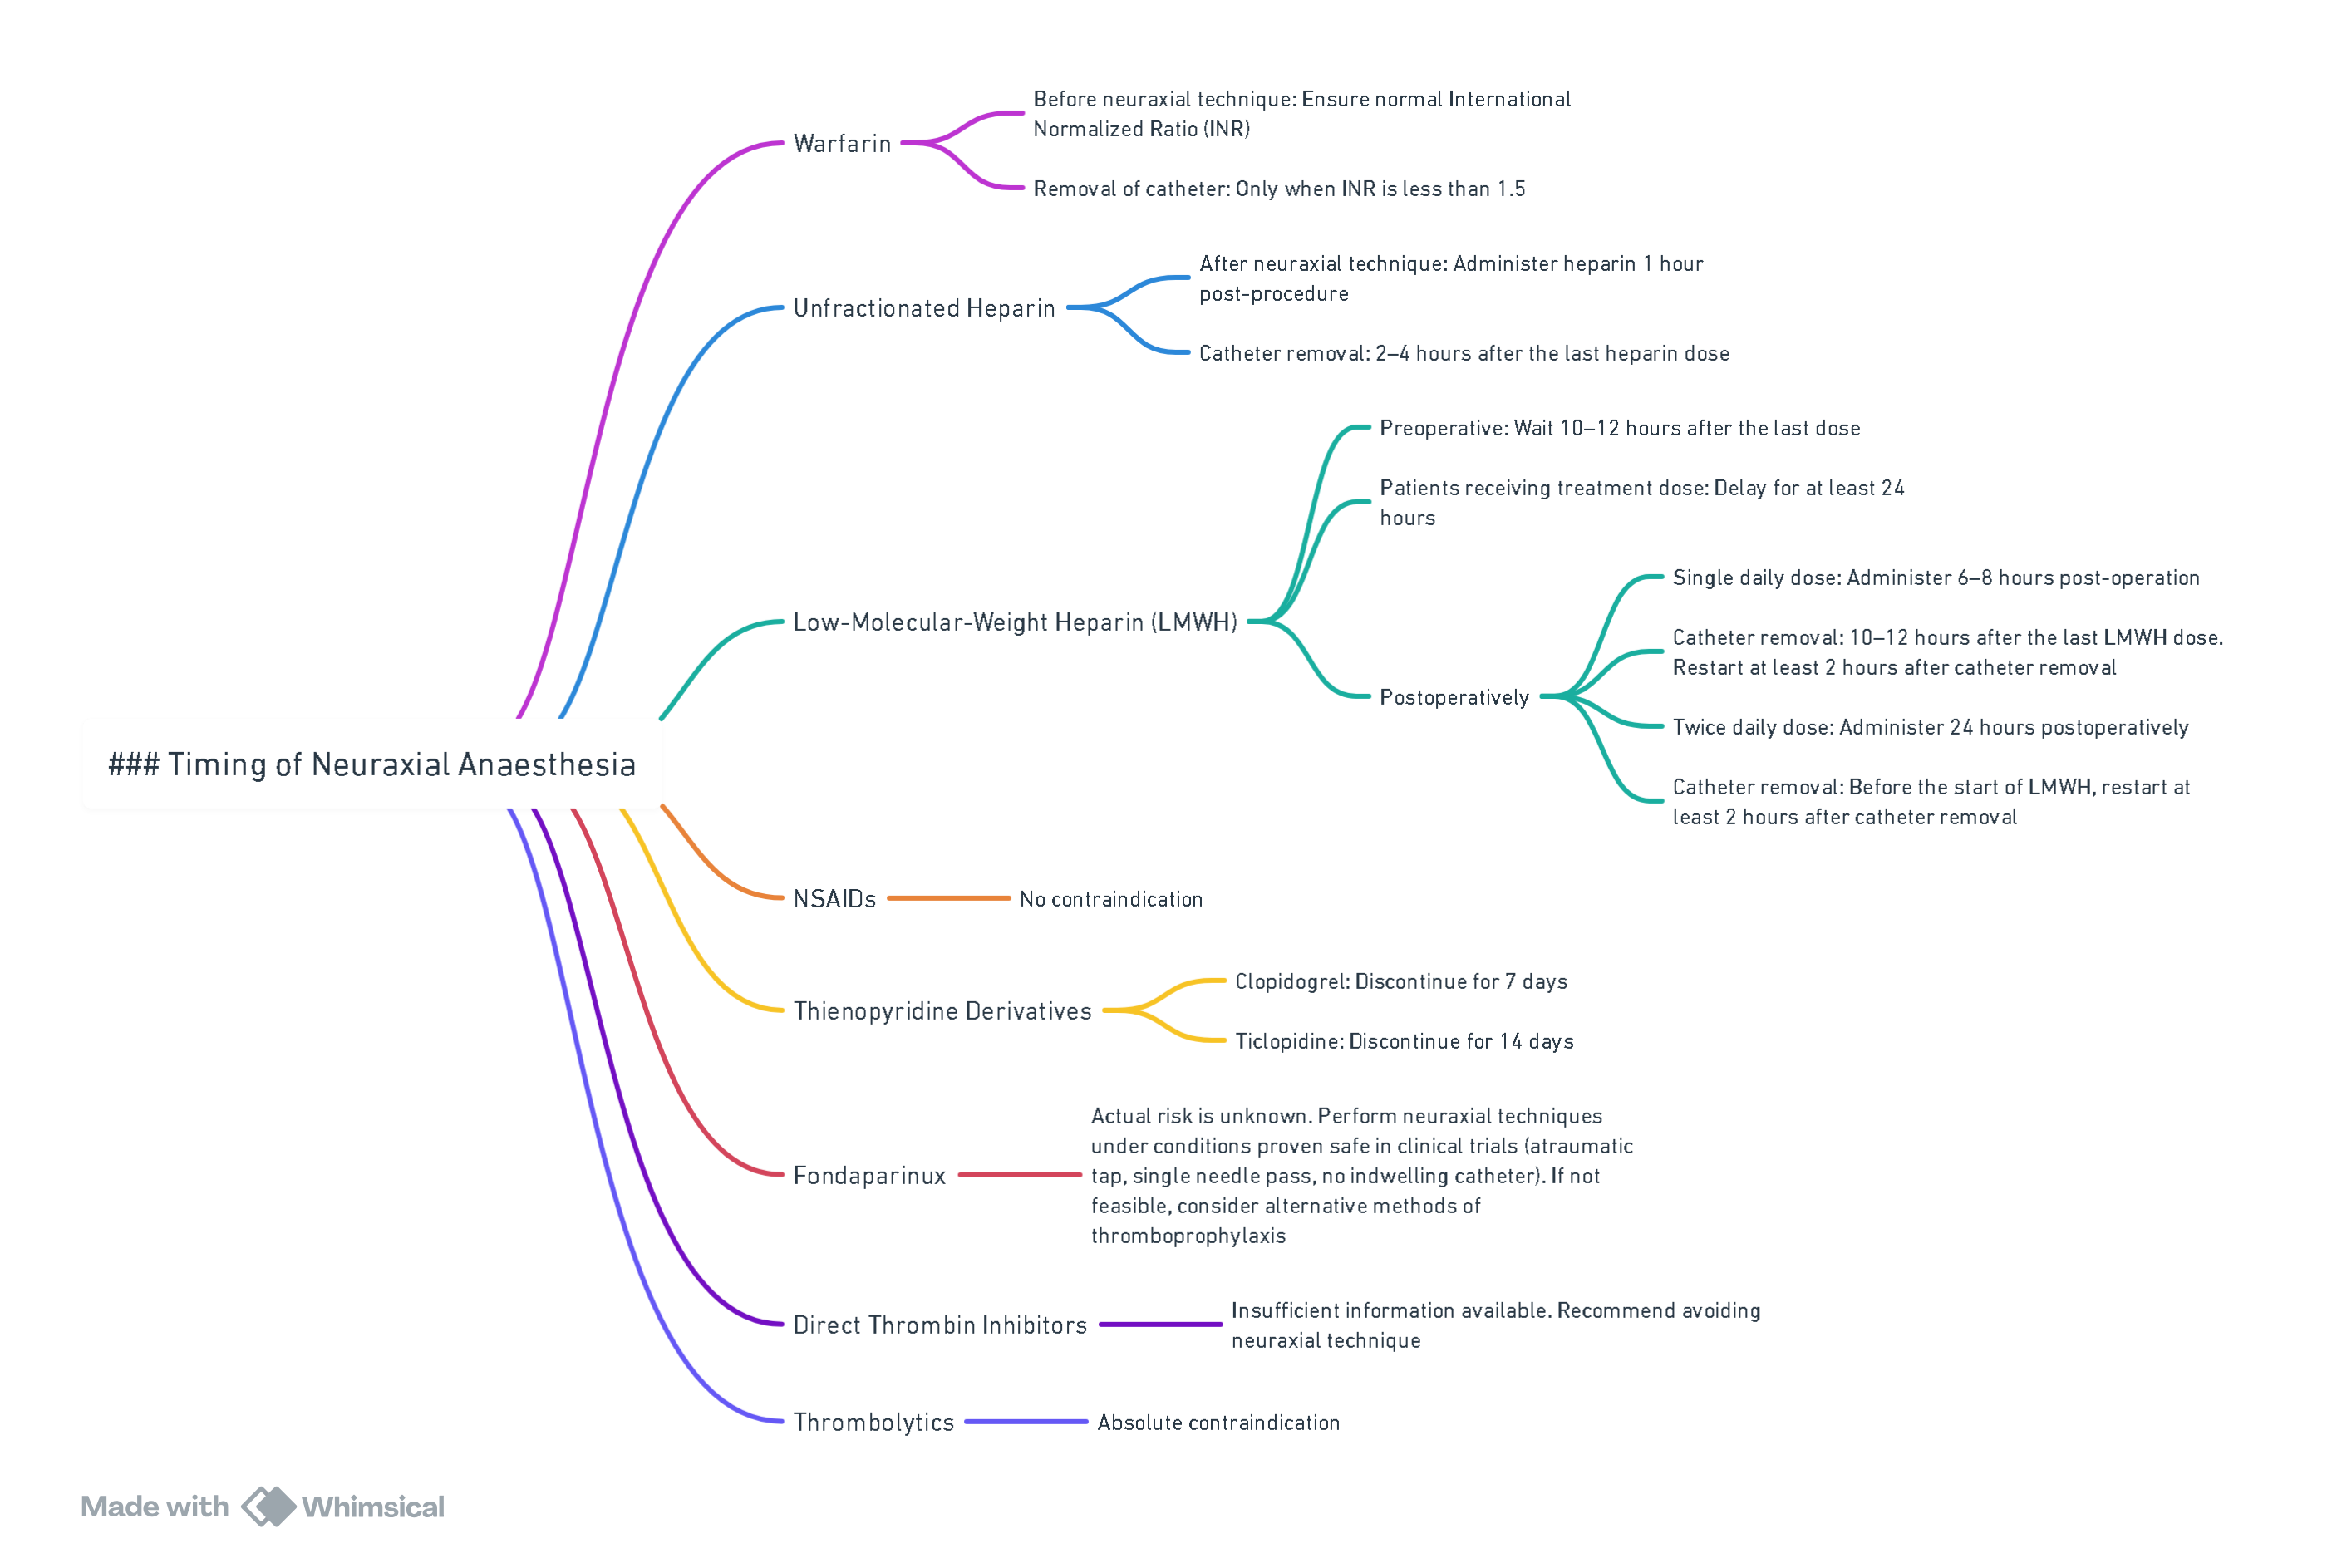 Before neuraxial technique: Ensure normal International
Normalized Ratio (INR)
Warfarin
Removal of catheter: Only when INR is less than 1.5
After neuraxial technique: Administer heparin 1 hour
post-procedure
Unfractionated Heparin
Catheter removal: 2–4 hours after the last heparin dose
Preoperative: Wait 10–12 hours after the last dose
Patients receiving treatment dose: Delay for at least 24
hours
Low-Molecular-Weight Heparin (LMWH)
Single daily dose: Administer 6–8 hours post-operation
Catheter removal: 10–12 hours after the last LMWH dose.
Restart at least 2 hours after catheter removal
Postoperatively
Twice daily dose: Administer 24 hours postoperatively
Catheter removal: Before the start of LMWH, restart at
least 2 hours after catheter removal
### Timing of Neuraxial Anaesthesia
NSAIDs
No contraindication
Clopidogrel: Discontinue for 7 days
Thienopyridine Derivatives
Ticlopidine: Discontinue for 14 days
Actual risk is unknown. Perform neuraxial techniques
under conditions proven safe in clinical trials (atraumatic
tap, single needle pass, no indwelling catheter). If not
feasible, consider alternative methods of
thromboprophylaxis
Fondaparinux
Insufficient information available. Recommend avoiding
neuraxial technique
Direct Thrombin Inhibitors
Thrombolytics
Absolute contraindication
Made with Whimsical